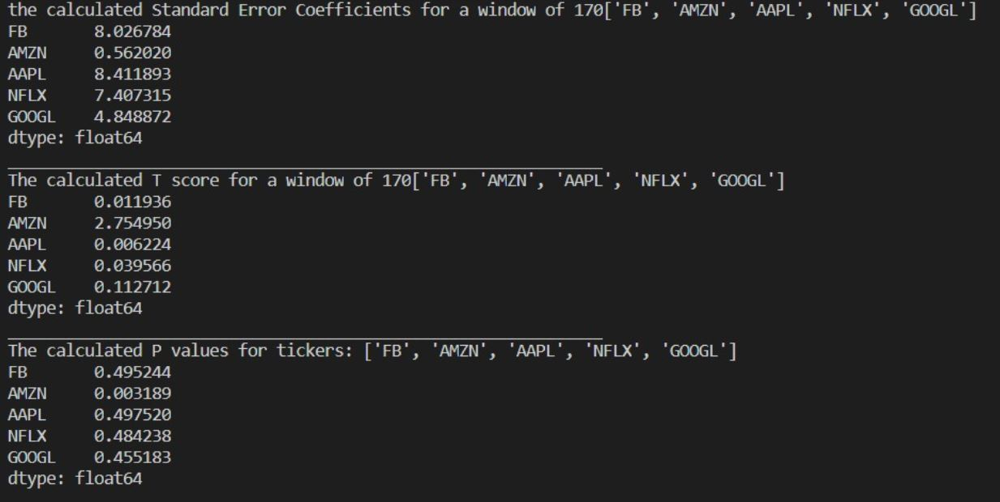 the calculated Standard Error Coefficients for a window of 170['FB', 'AMZN', 'AAPL', 'NFLX', 'GOOGL']
FB 8.026784
AMZN 0.562020
AAPL 8.411893
NFLX 7.407315
GOOGL 4.848872
dtype: float64
The calculated T score for a window of 170['FB', 'AMZN', 'AAPL', 'NFLX', 'GOOGL']
FB 0.011936
AMZN 2.754950
AAPL 0.006224
NFLX 0.039566
GOOGL 0.112712
dtype: float64
The calculated P values for tickers: ['FB', 'AMZN', 'AAPL', 'NFLX', 'GOOGL']
FB 0.495244
AMZN 0.003189
AAPL 0.497520
NFLX 0.484238
GOOGL 0.455183
dtype: float64